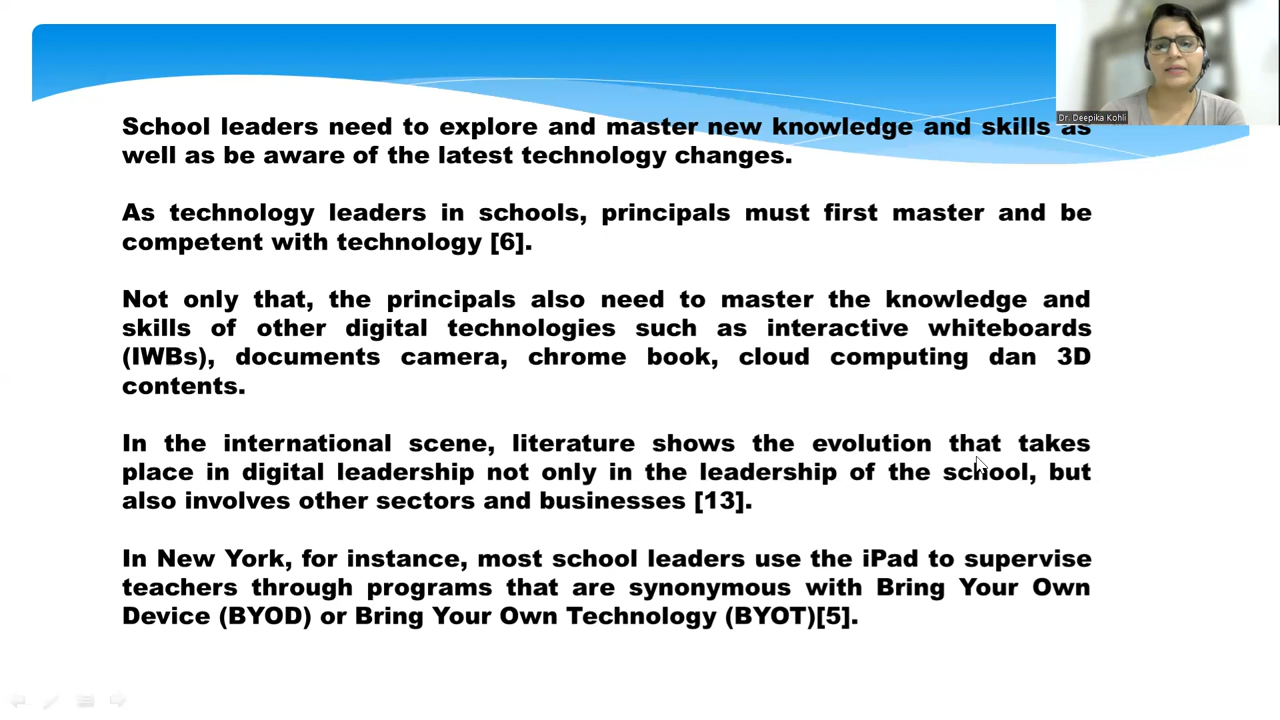 Dr. Deepika Kohli
School leaders need to explore and master new knowledge and skills as
well as be aware of the latest technology changes.
As technology leaders in schools, principals must first master and be
competent with technology [6].
Not only that, the principals also need to master the knowledge and
skills of other digital technologies such as interactive whiteboards
(IWBs), documents camera, chrome book, cloud computing dan 3D
contents.
In the international scene, literature shows the evolution that takes
place in digital leadership not only in the leadership of the school, but
also involves other sectors and businesses [13].
In New York, for instance, most school leaders use the iPad to supervise
teachers through programs that are synonymous with Bring Your Own
Device (BYOD) or Bring Your Own Technology (BYOT)[5].